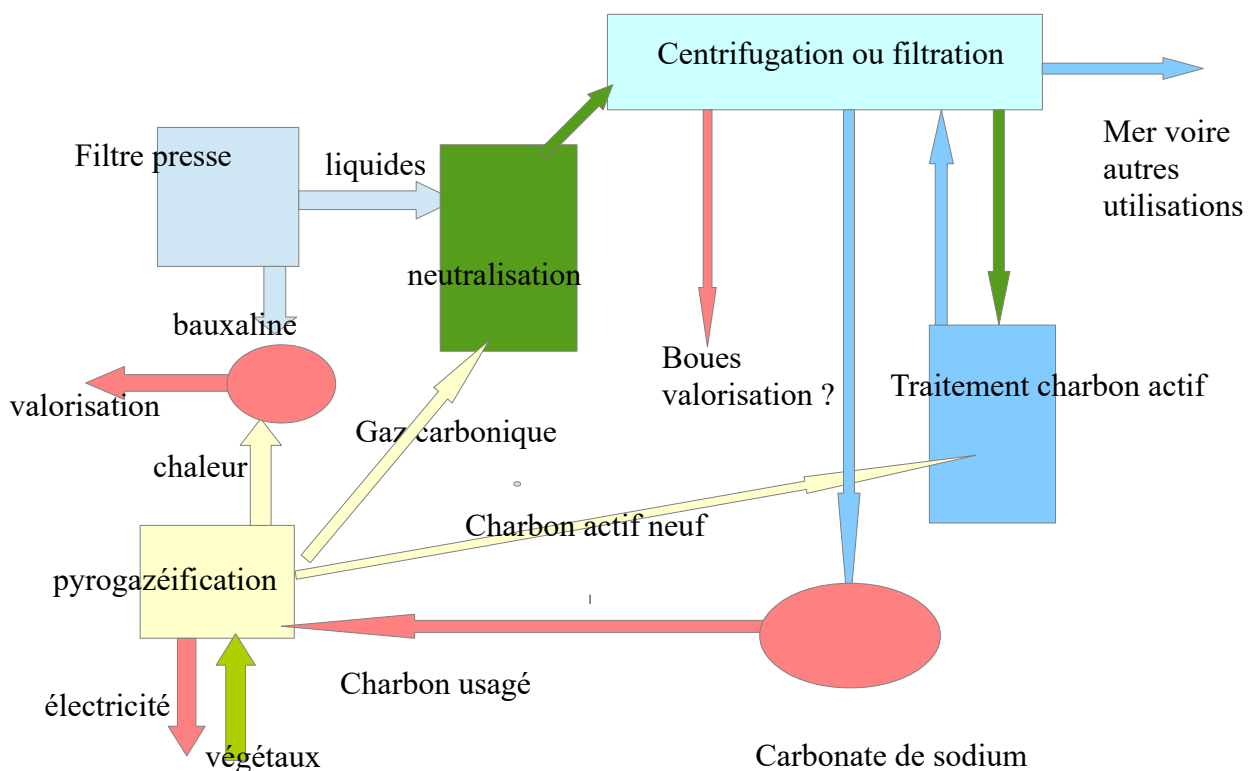 Centrifugation ou filtration
Mer voire
autres
utilisations
Filtre presse
liquides
neutralisation
bauxaline
Boues
valorisation ?
Traitement charbon actif
valorisation
Gaz carbonique
chaleur
Charbon actif neuf
pyrogazéification
Charbon usagé
électricité
végétaux
Carbonate de sodium